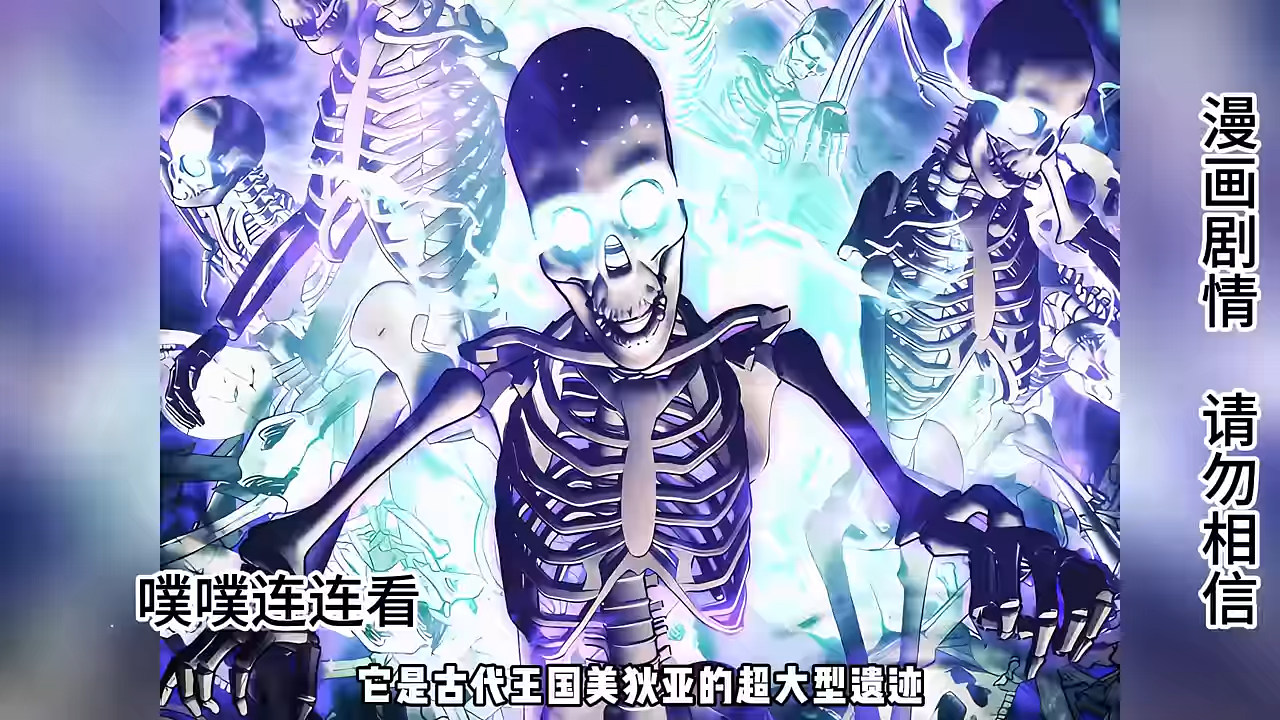 漫画剧情 请勿相信
噗噗连连看
它是古代王国美狄亚的超大型遗迹